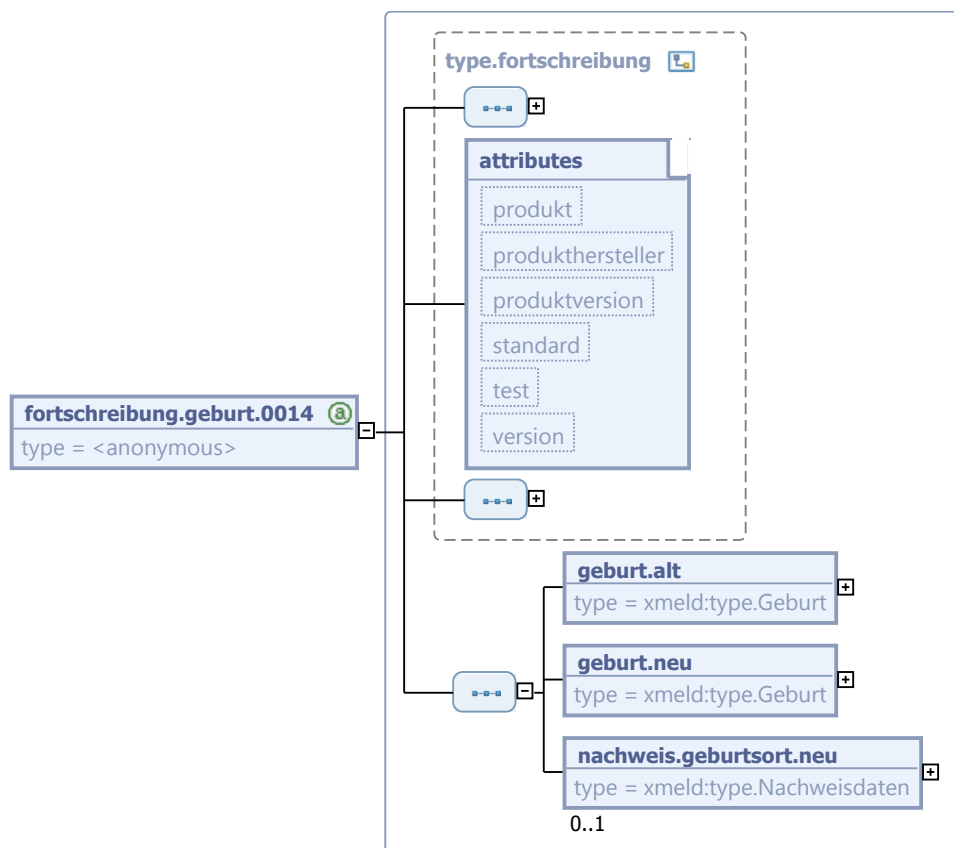 type.fortschreibung
attributes
produkt
produkthersteller
produktversion
standard
test
version
fortschreibung.geburt.0014 @
type = <anonymous>
geburt.alt
type = xmeld:type.Geburt
geburt.neu
type = xmeld:type.Geburt
nachweis.geburtsort.neu
type = xmeld:type.Nachweisdaten
0..1